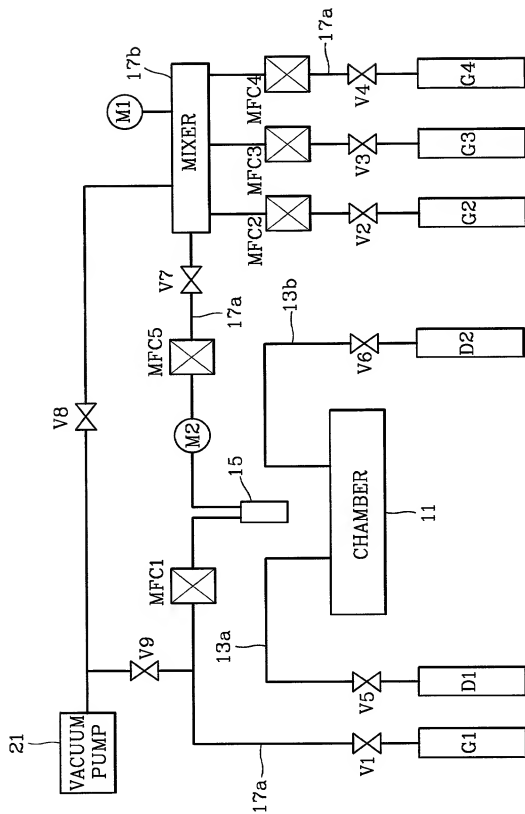 21
VACUUM
PUMP
V8
M1
17b
MIXER
V9
MFC5
V7
17a
M2
MFC1
15
MFC2
MFC3
MFC4
17a
V2
V3
V4
G2
G3
G4
13a
13b
V5
V6
CHAMBER
11
D1
D2
17a
V1
G1